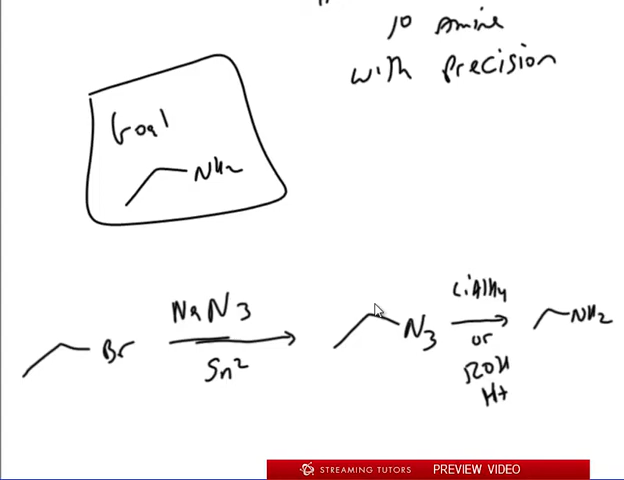 1° Amine
with Precision
Goal
NH2
NaN3
Br
Sn2
N3
LiAlH4
or
ROH
H+
NH2
STREAMING TUTORS PREVIEW VIDEO